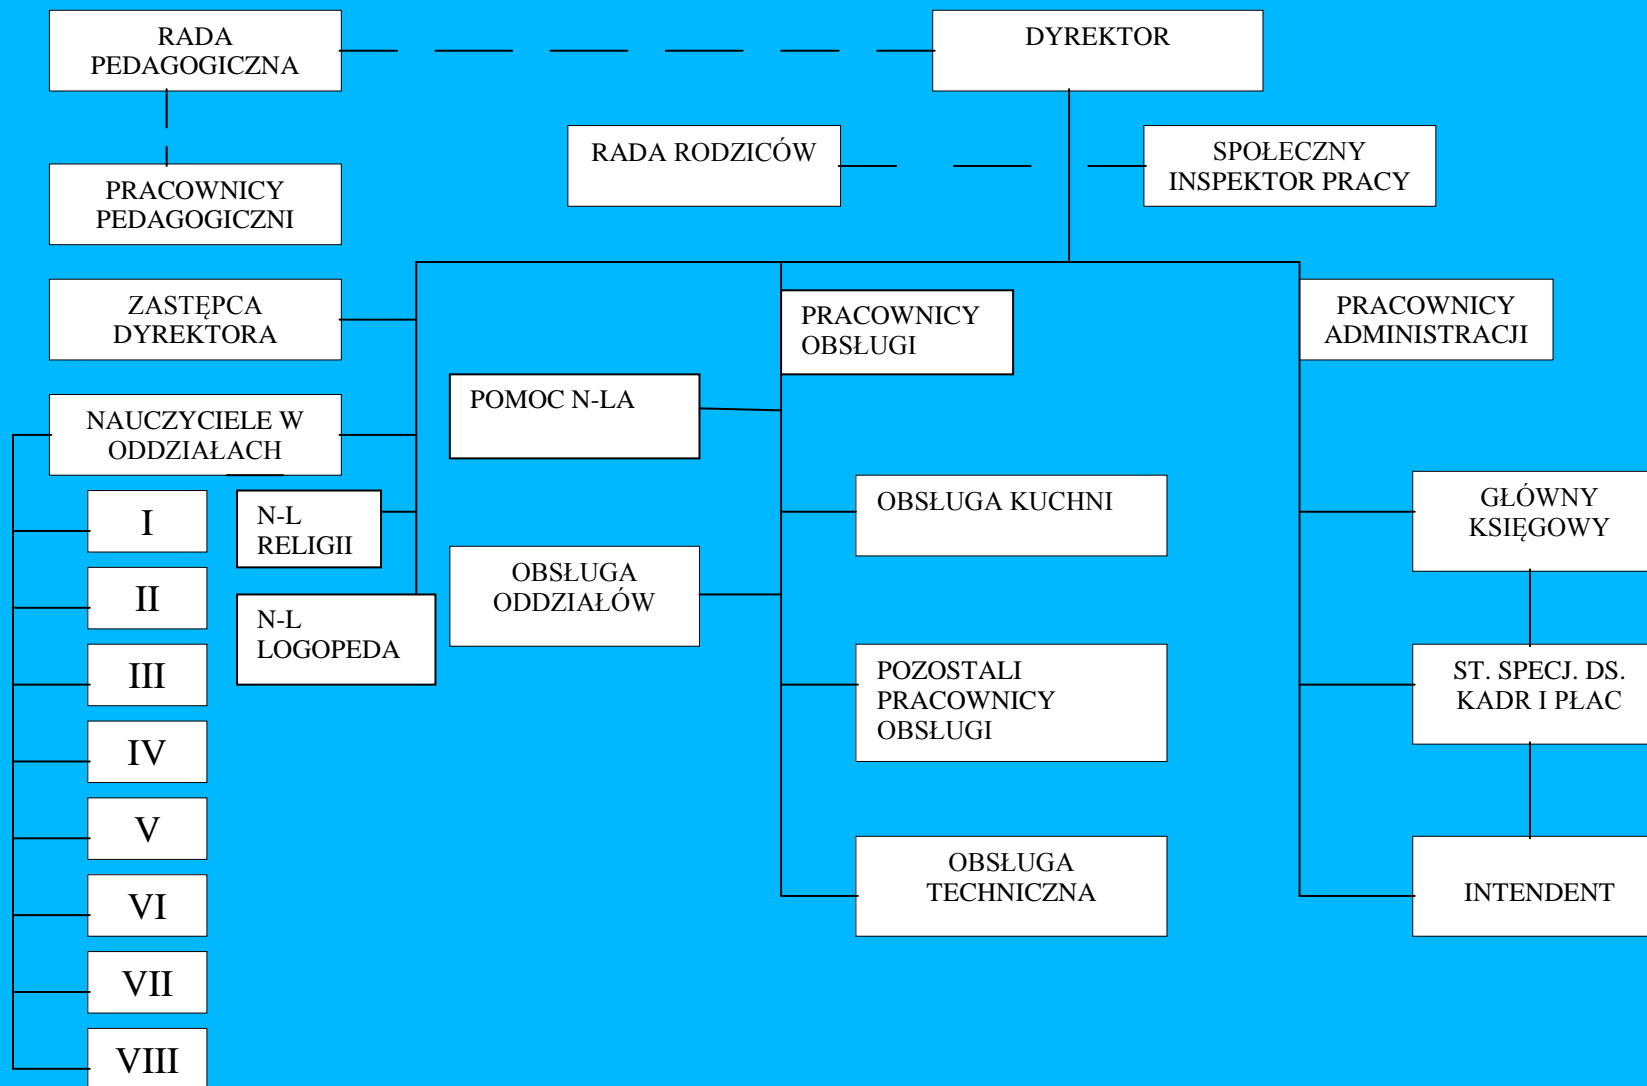 RADA
PEDAGOGICZNA
DYREKTOR
RADA RODZICÓW
SPOŁECZNY
INSPEKTOR PRACY
PRACOWNICY
PEDAGOGICZNI
ZASTĘPCA
DYREKTORA
PRACOWNICY
OBSŁUGI
PRACOWNICY
ADMINISTRACJI
POMOC N-LA
NAUCZYCIELE W
ODDZIAŁACH
I
N-L
RELIGII
OBSŁUGA KUCHNI
GŁÓWNY
KSIĘGOWY
II
N-L
LOGOPEDA
OBSŁUGA
ODDZIAŁÓW
III
POZOSTALI
PRACOWNICY
OBSŁUGI
ST. SPECJ. DS.
KADR I PŁAC
IV
V
VI
OBSŁUGA
TECHNICZNA
INTENDENT
VII
VIII